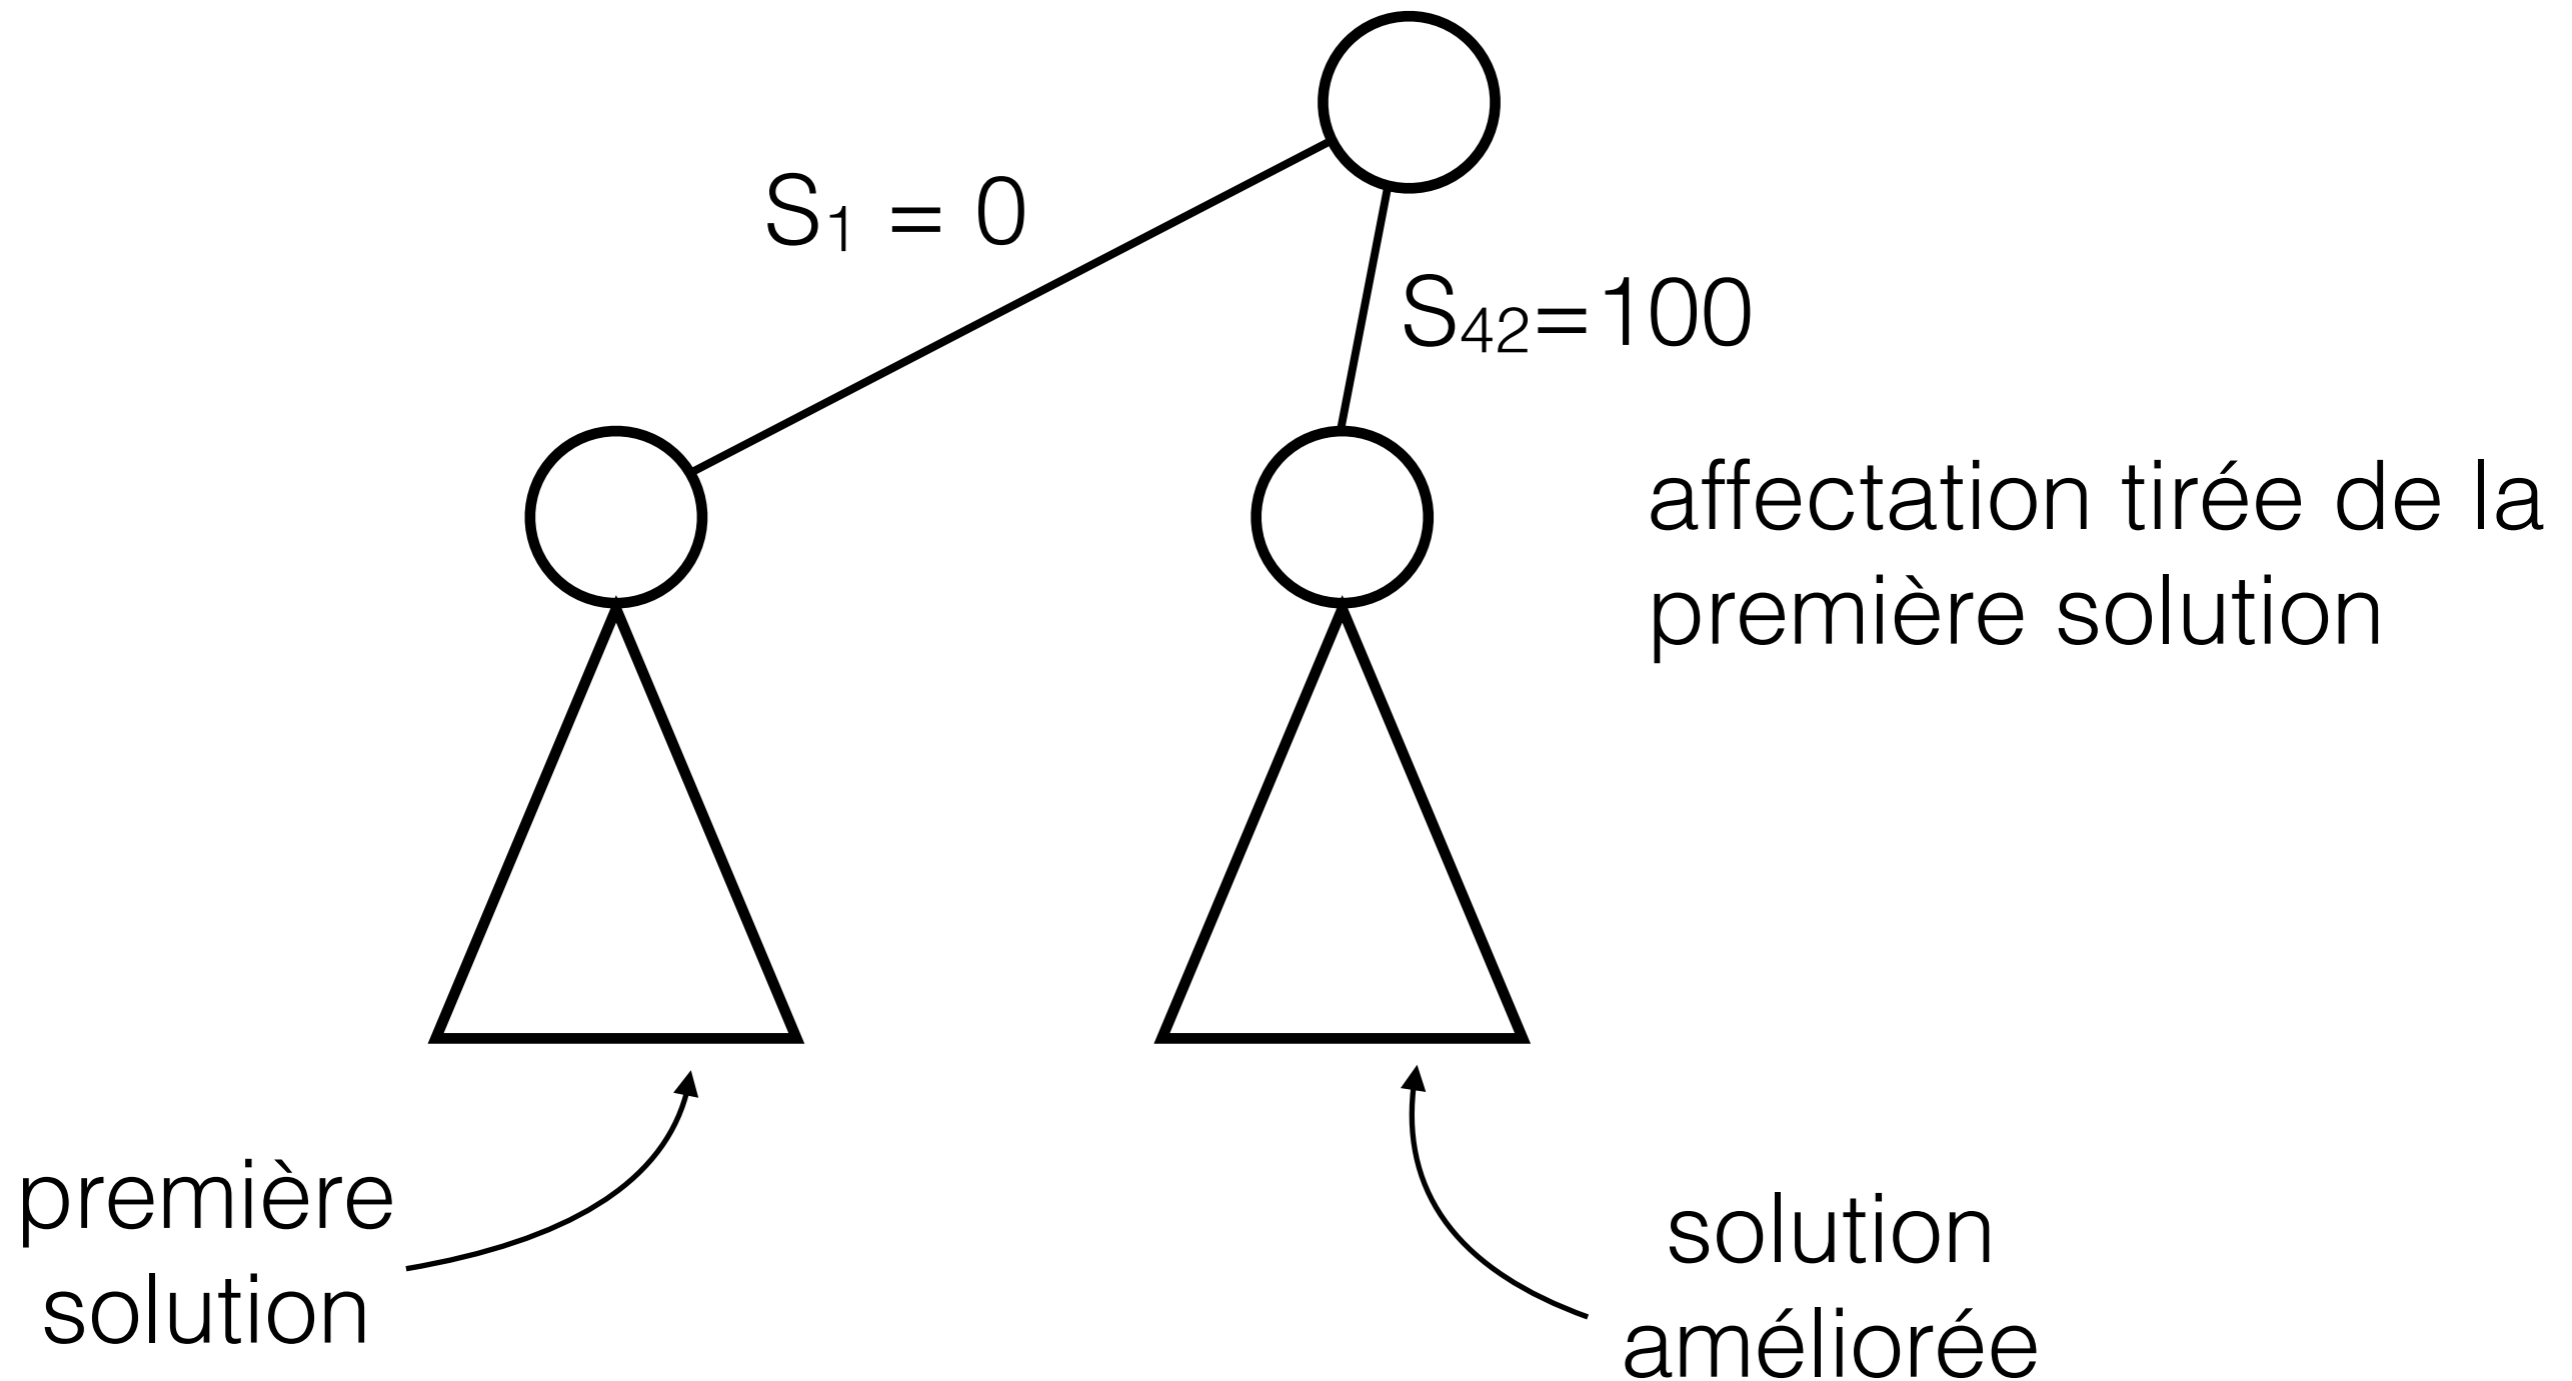 S₁ = 0
S₄₂=100
affectation tirée de la
première solution
première
solution
solution
améliorée